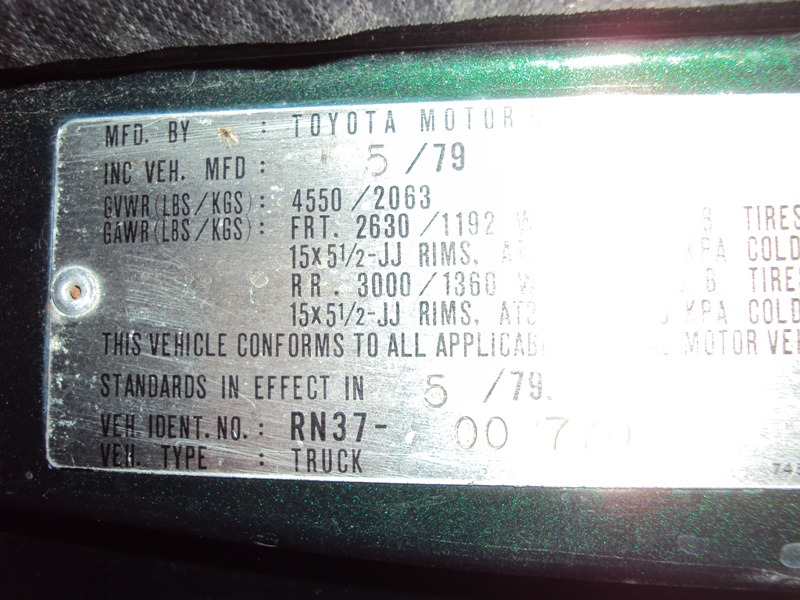 MFD. BY : TOYOTA MOTOR
INC VEH. MFD : 5/79
GVWR(LBS/KGS): 4550/2063
GAWR(LBS/KGS): FRT. 2630/1192 B TIRES
15x5½-JJ RIMS, KPA COLD
RR. 3000/1360 B TIRE
15x5½-JJ RIMS, KPA COLD
THIS VEHICLE CONFORMS TO ALL MOTOR
STANDARDS IN EFFECT IN 5/79.
VEH. IDENT. NO. : RN37- 00
VEH. TYPE : TRUCK